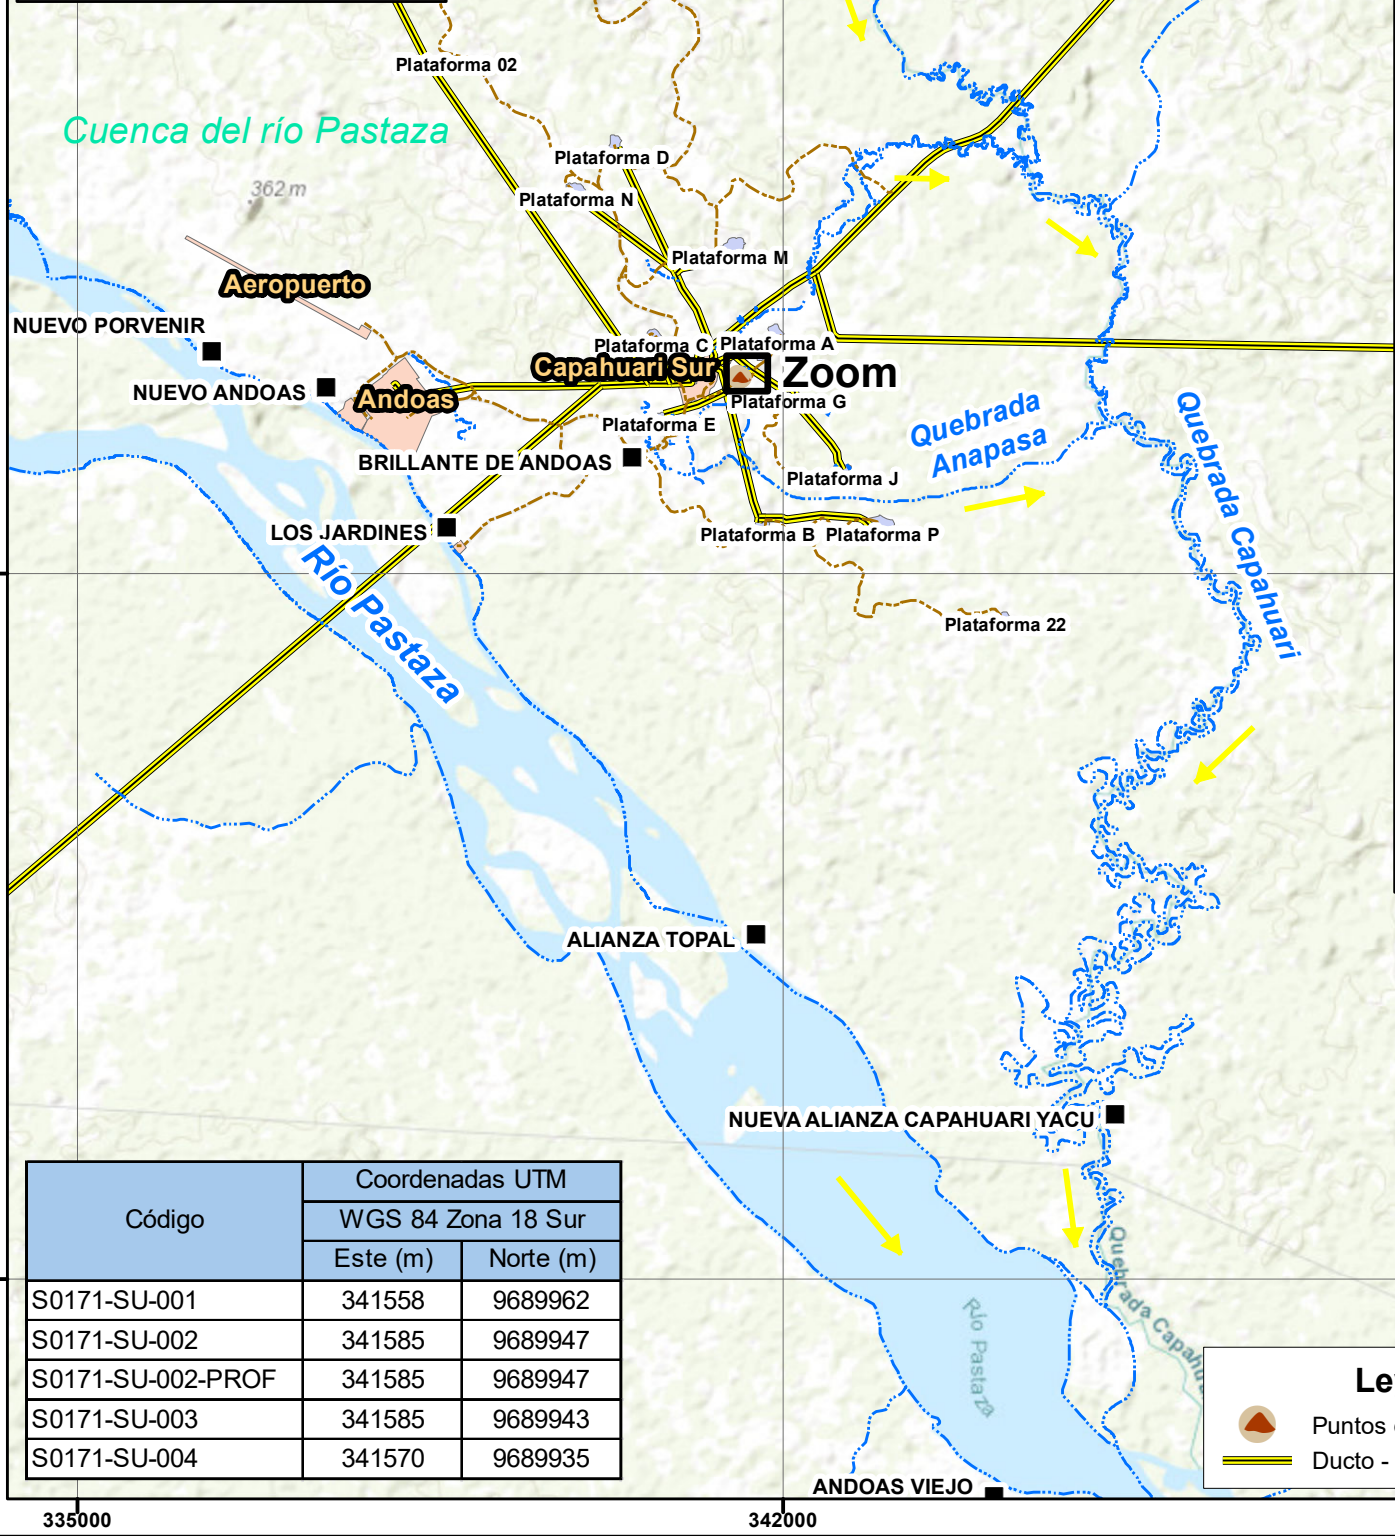 Plataforma 02
Cuenca del río Pastaza
Plataforma D
362 m
Plataforma N
Plataforma M
Aeropuerto
NUEVO PORVENIR
Plataforma C
Plataforma A
Capahuari Sur
Zoom
NUEVO ANDOAS
Andoas
Plataforma G
Plataforma E
Quebrada
Anapasa
Quebrada Capahuari
BRILLANTE DE ANDOAS
Plataforma J
LOS JARDINES
Plataforma B
Plataforma P
Río Pastaza
Plataforma 22
ALIANZA TOPAL
NUEVA ALIANZA CAPAHUARI YACU
Código
Coordenadas UTM
WGS 84 Zona 18 Sur
Este (m)
Norte (m)
S0171-SU-001 341558 9689962
S0171-SU-002 341585 9689947
S0171-SU-002-PROF 341585 9689947
S0171-SU-003 341585 9689943
S0171-SU-004 341570 9689935
Río Pastaza
Quebrada
Puntos
Ducto -
ANDOAS VIEJO
335000
342000